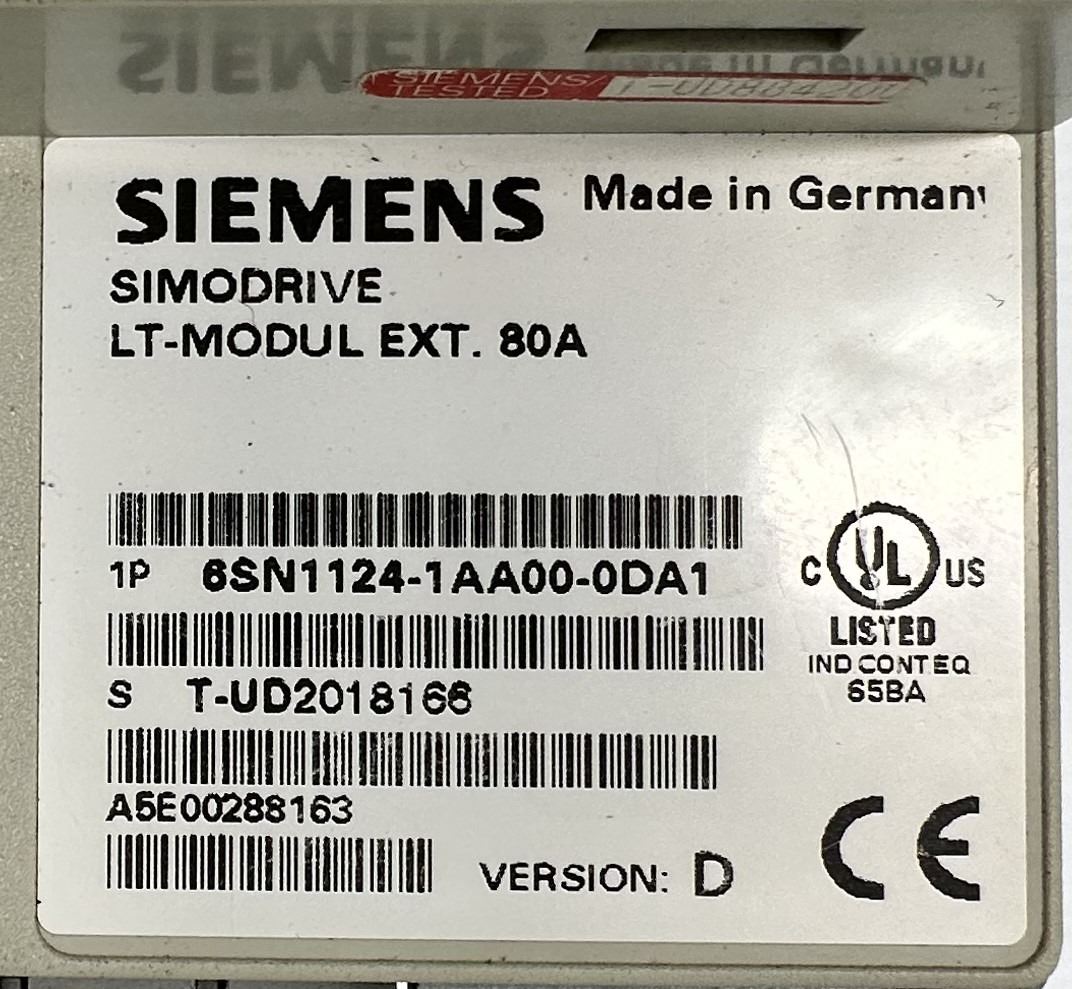 SIEMENS/
TESTED
SIEMENS Made in German
SIMODRIVE
LT-MODUL EXT. 80A
1P 6SN1124-1AA00-0DA1
C UL US
LISTED
IND CONT EQ
65BA
S T-UD2018166
A5E00288163
VERSION: D
CE